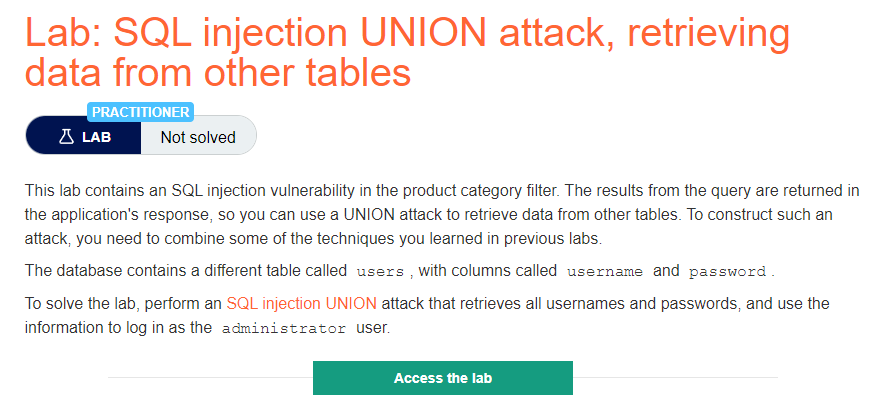 Lab: SQL injection UNION attack, retrieving
data from other tables
PRACTITIONER
LAB
Not solved
This lab contains an SQL injection vulnerability in the product category filter. The results from the query are returned in
the application's response, so you can use a UNION attack to retrieve data from other tables. To construct such an
attack, you need to combine some of the techniques you learned in previous labs.
The database contains a different table called users , with columns called username and password .
To solve the lab, perform an SQL injection UNION attack that retrieves all usernames and passwords, and use the
information to log in as the administrator user.
Access the lab